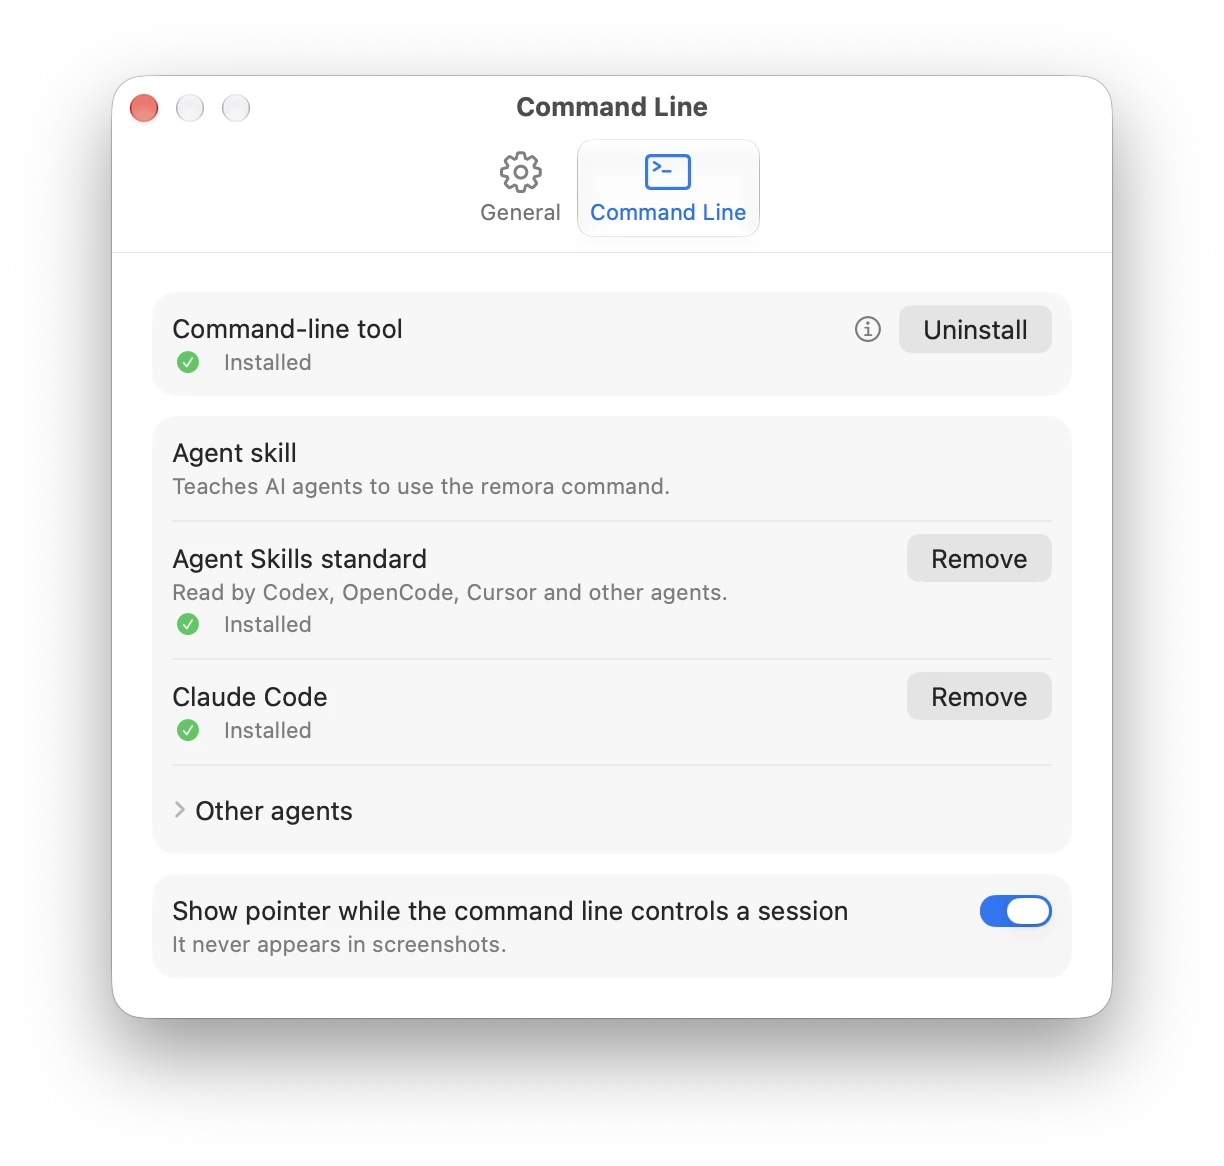 Command Line
General
Command Line
Command-line tool
Uninstall
Installed
Agent skill
Teaches AI agents to use the remora command.
Agent Skills standard
Remove
Read by Codex, OpenCode, Cursor and other agents.
Installed
Claude Code
Remove
Installed
Other agents
Show pointer while the command line controls a session
It never appears in screenshots.